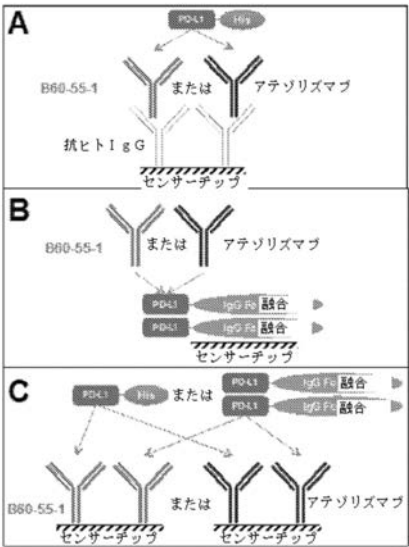 A
PD-L1 His
B60-55-1 または アテゾリズマブ
抗ヒトIgG
センサーチップ
B
B60-55-1 または アテゾリズマブ
PD-L1 IgG Fc 融合
PD-L1 IgG Fc 融合
センサーチップ
C
PD-L1 His または PD-L1 IgG Fc 融合
PD-L1 IgG Fc 融合
B60-55-1 または アテゾリズマブ
センサーチップ センサーチップ